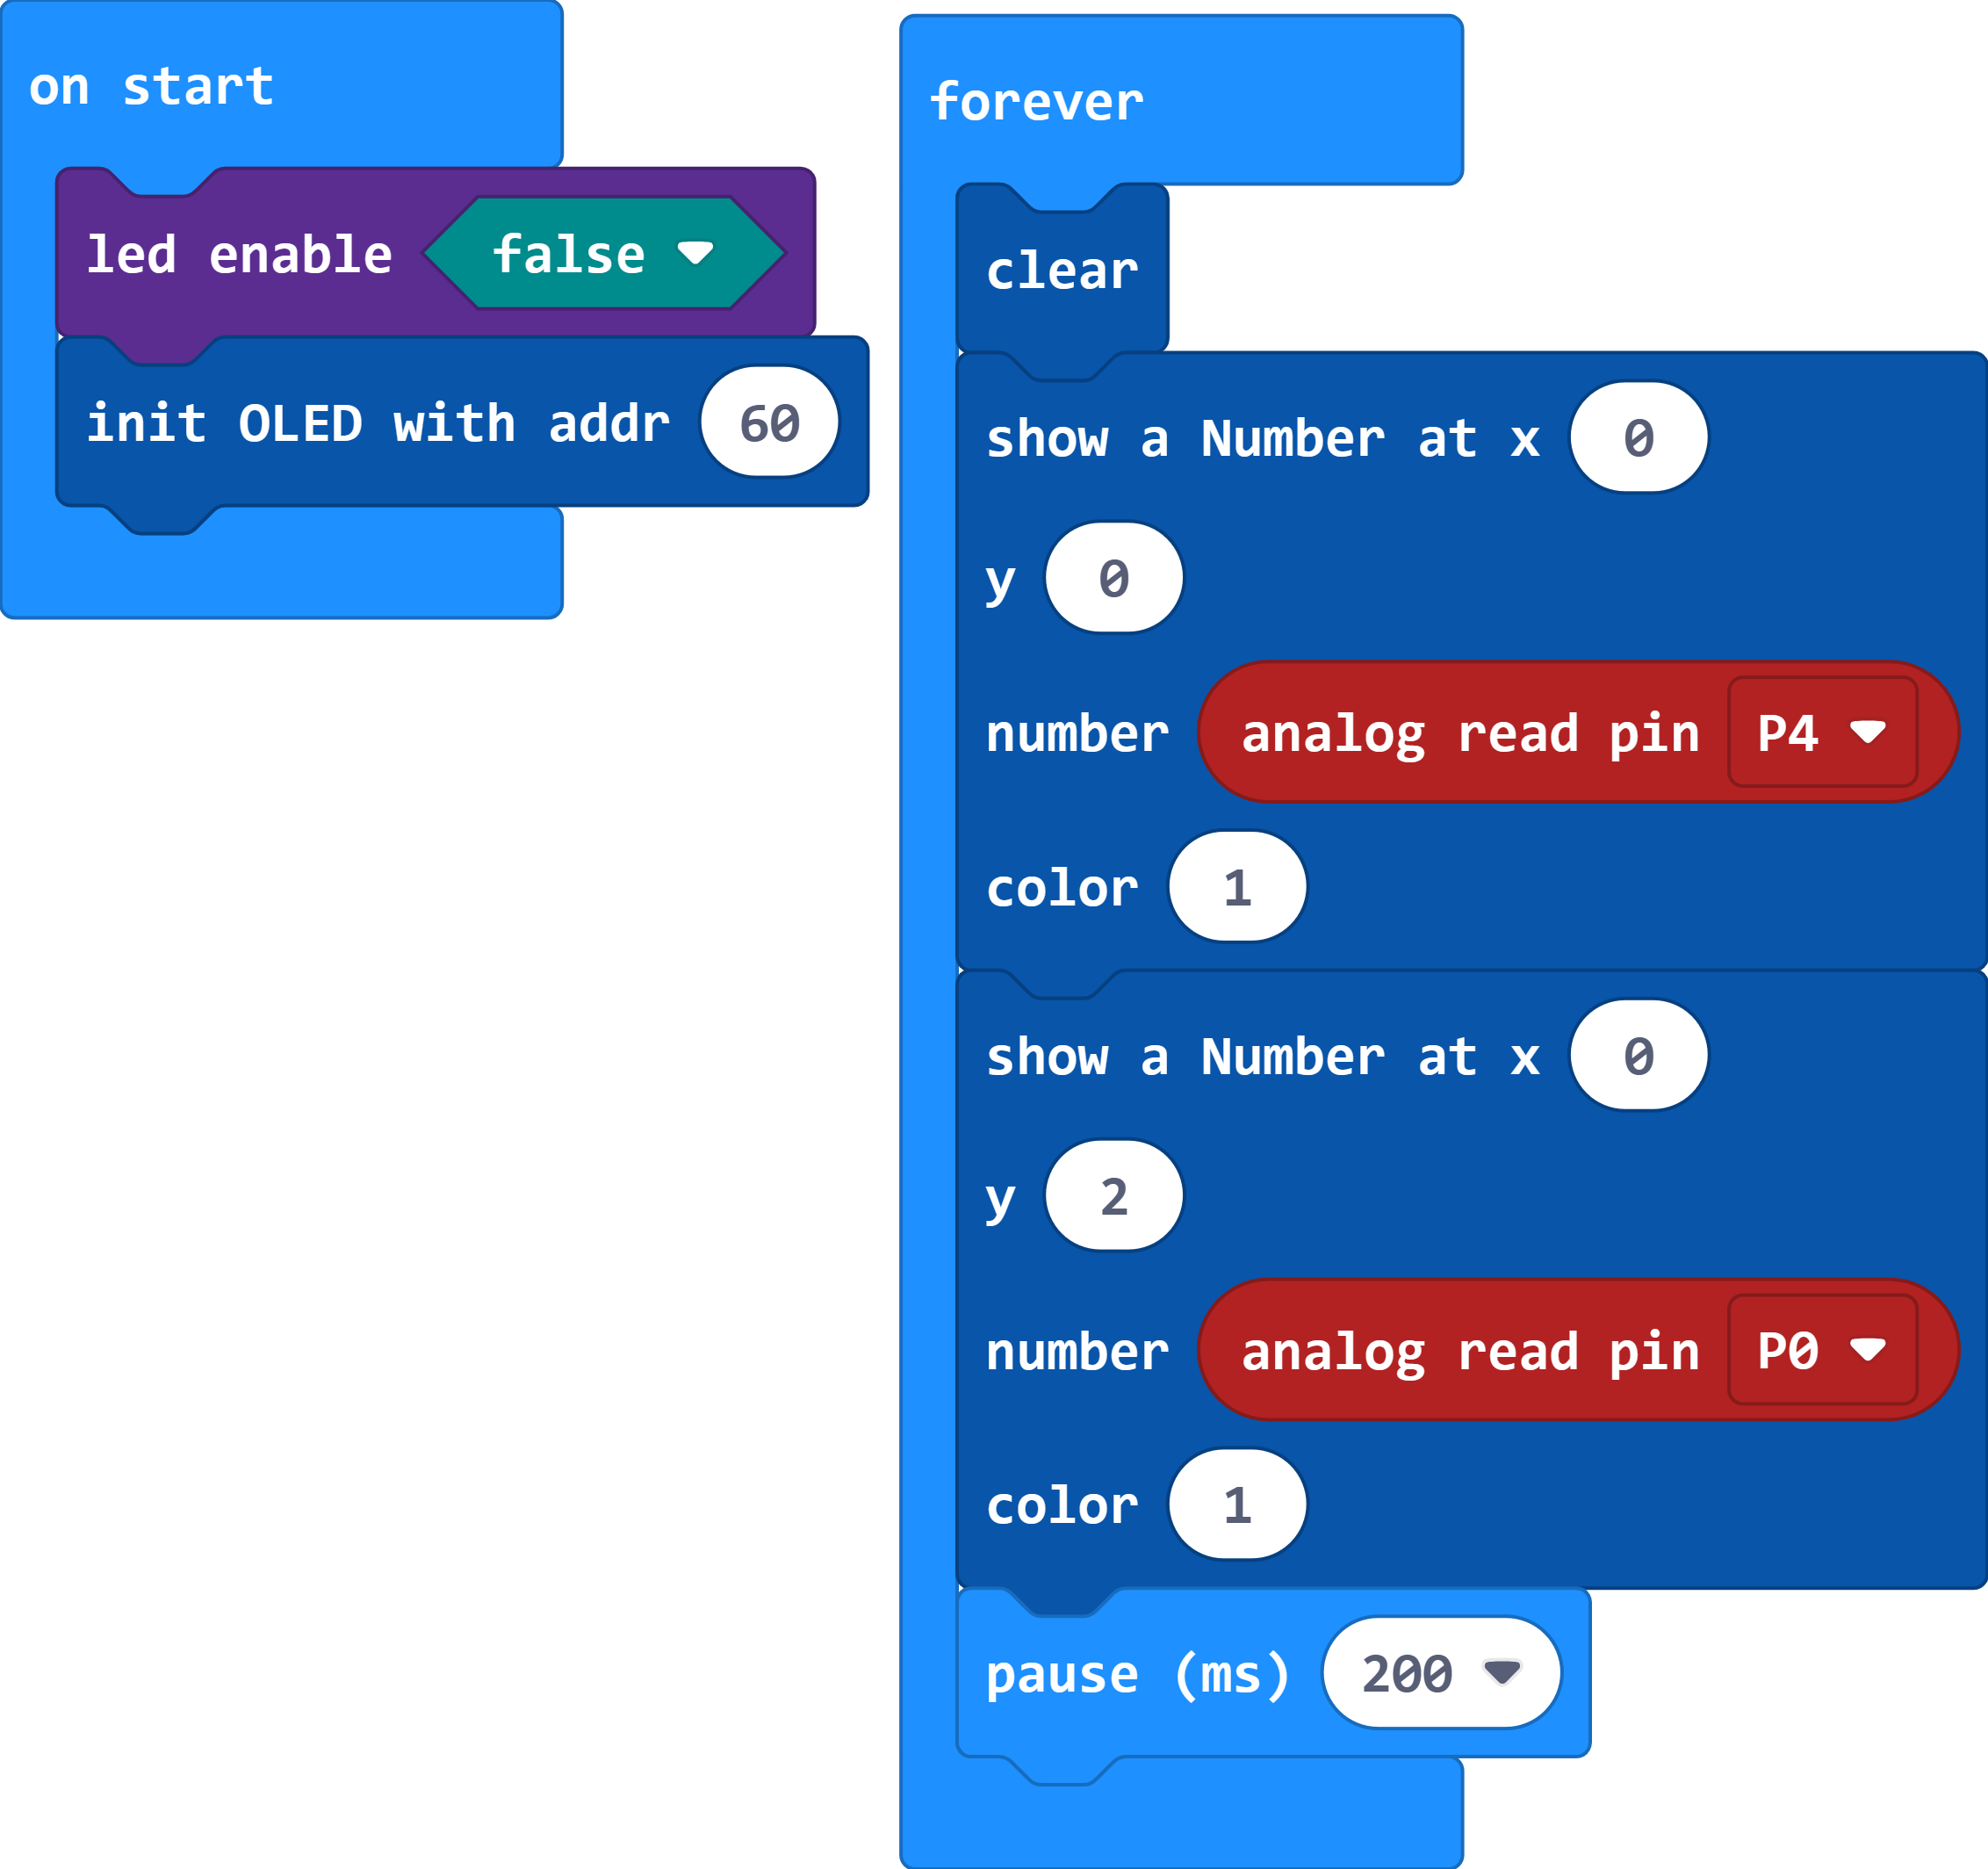 on start
led enable false
init OLED with addr 60
forever
clear
show a Number at x 0
y 0
number analog read pin P4
color 1
show a Number at x 0
y 2
number analog read pin P0
color 1
pause (ms) 200